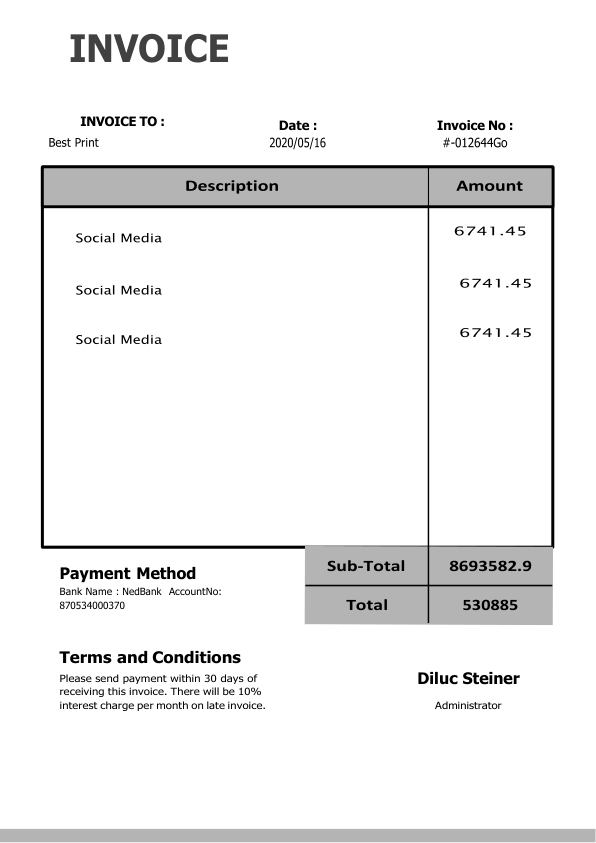 INVOICE
INVOICE TO :
Best Print
Date :
2020/05/16
Invoice No :
#-012644Go
Description Amount
Social Media 6741.45
Social Media 6741.45
Social Media 6741.45
Sub-Total 8693582.9
Total 530885
Payment Method
Bank Name : NedBank AccountNo:
870534000370
Terms and Conditions
Please send payment within 30 days of
receiving this invoice. There will be 10%
interest charge per month on late invoice.
Diluc Steiner
Administrator